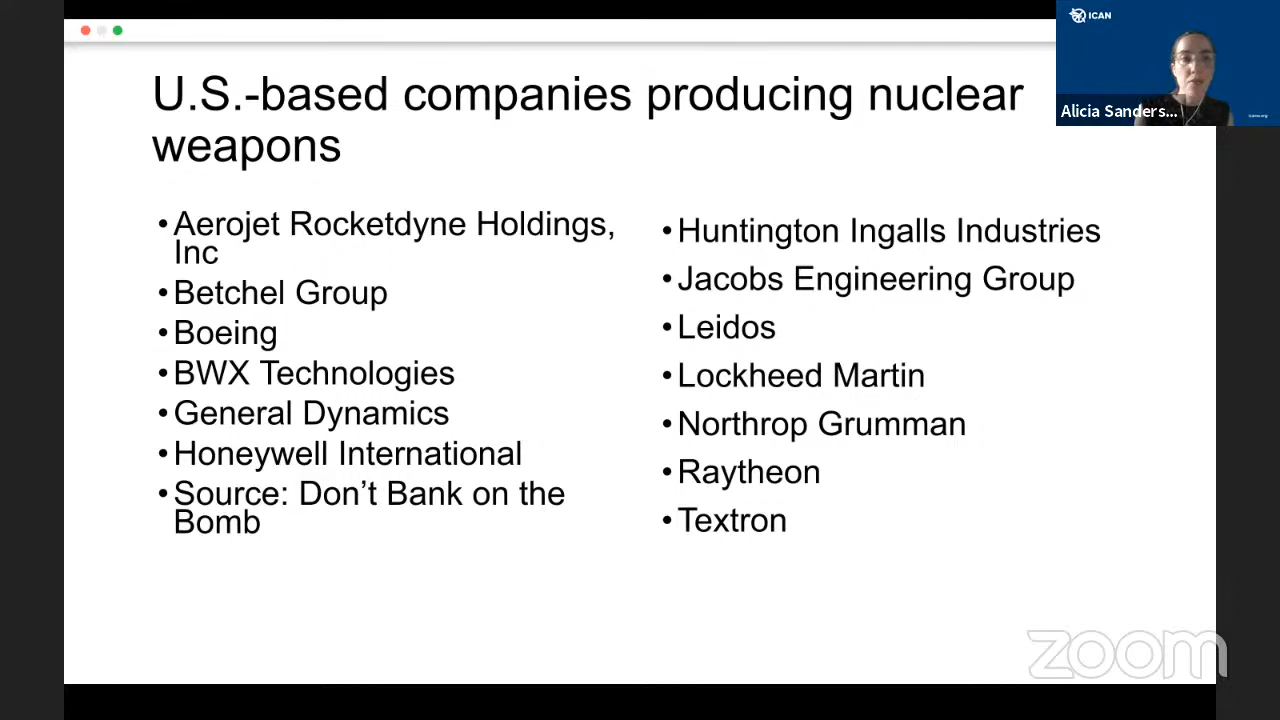 U.S.-based companies producing nuclear
weapons
•Aerojet Rocketdyne Holdings,
Inc
•Betchel Group
•Boeing
•BWX Technologies
•General Dynamics
•Honeywell International
•Source: Don’t Bank on the
Bomb
•Huntington Ingalls Industries
•Jacobs Engineering Group
•Leidos
•Lockheed Martin
•Northrop Grumman
•Raytheon
•Textron
ICAN
Alicia Sanders...
zoom